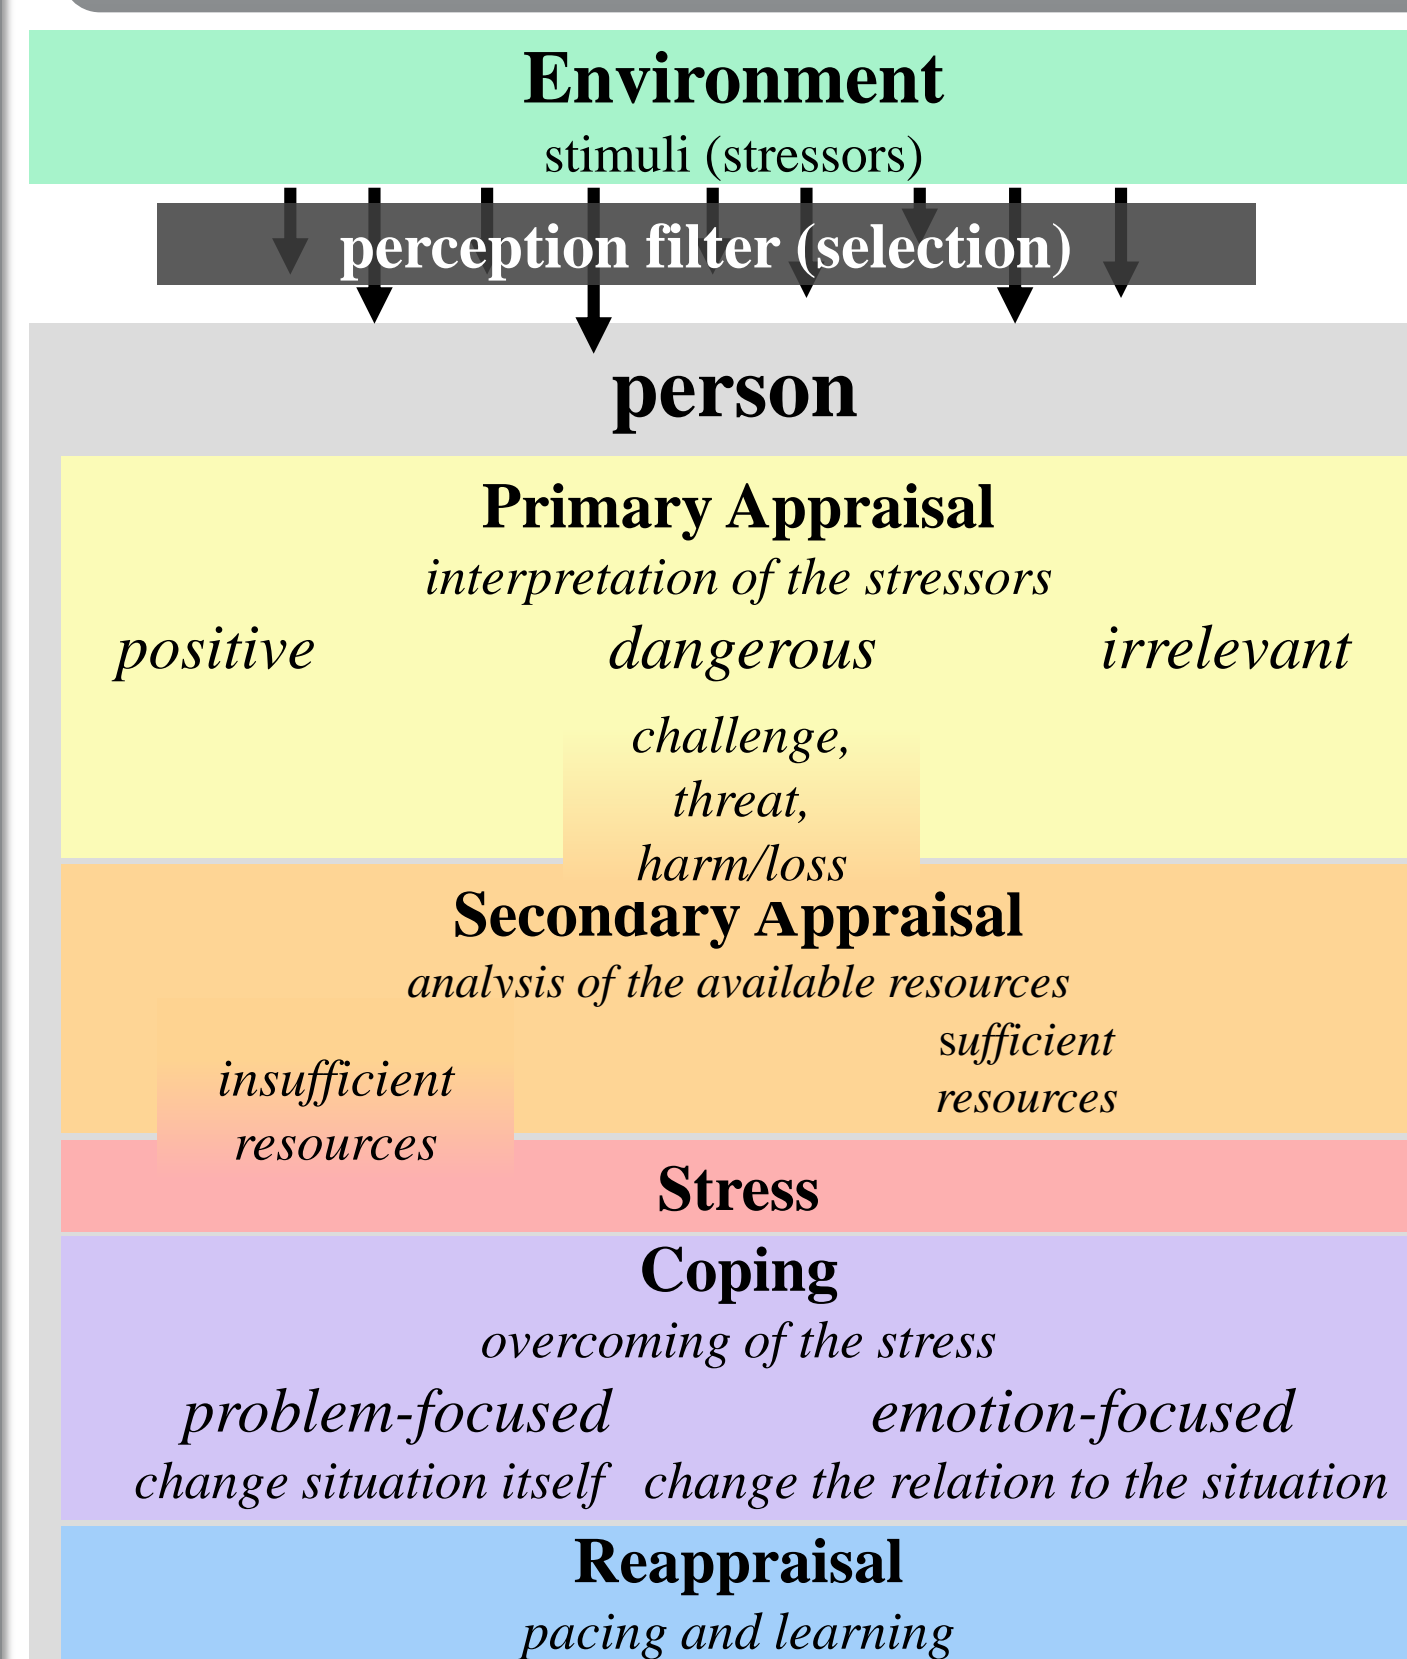 Environment
stimuli (stressors)
perception filter (selection)
person
Primary Appraisal
interpretation of the stressors
positive dangerous irrelevant
challenge,
threat,
harm/loss
Secondary Appraisal
analysis of the available resources
sufficient
resources
insufficient
resources
Stress
Coping
overcoming of the stress
problem-focused emotion-focused
change situation itself change the relation to the situation
Reappraisal
pacing and learning